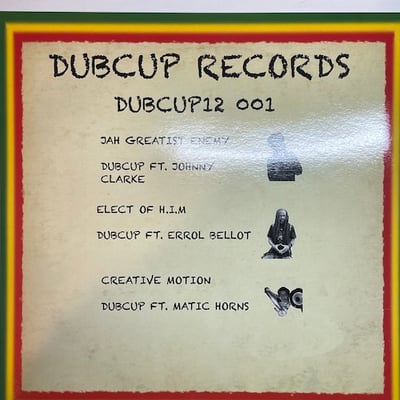 DUBCUP RECORDS
DUBCUP12 001
JAH GREATIST ENEMY
DUBCUP FT. JOHNNY
CLARKE
ELECT OF H.I.M
DUBCUP FT. ERROL BELLOT
CREATIVE MOTION
DUBCUP FT. MATIC HORNS